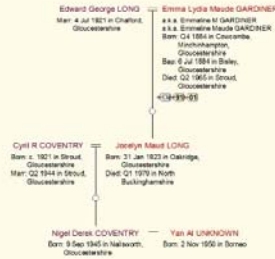 Edward George LONG
Marr: 4 Jul 1921 in Chalford,
Gloucestershire
Emma Lydia Maude GARDINER
a.k.a. Emmeline M GARDINER
a.k.a. Emmeline Maude GARDINER
Born: Q4 1884 in Cowcombe,
Minchinhampton,
Gloucestershire
Bap: 6 Jul 1884 in Bisley,
Gloucestershire
Died: Q2 1965 in Stroud,
Gloucestershire
Cyril R COVENTRY
Born: c. 1921 in Stroud,
Gloucestershire
Marr: Q2 1944 in Stroud,
Gloucestershire
Jocelyn Maud LONG
Born: 31 Jan 1923 in Oakridge,
Gloucestershire
Died: Q1 1979 in North
Buckinghamshire
Nigel Derek COVENTRY
Born: 9 Sep 1945 in Nailsworth,
Gloucestershire
Yan Al UNKNOWN
Born: 2 Nov 1950 in Borneo